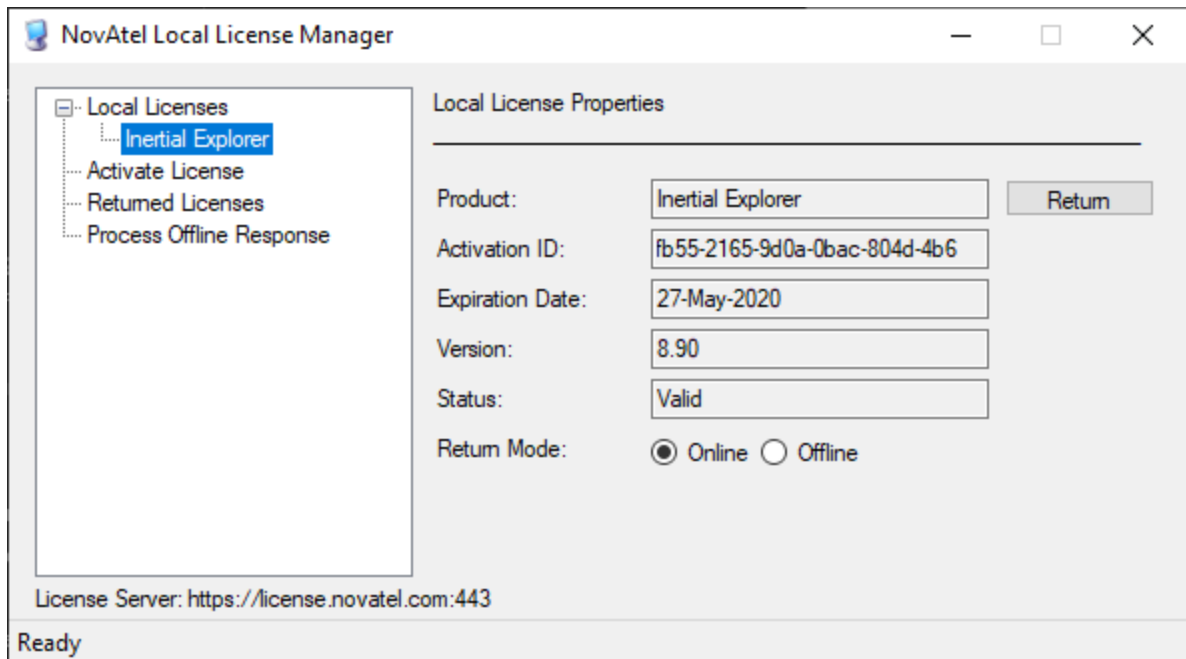 NovAtel Local License Manager
Local Licenses
Inertial Explorer
Activate License
Returned Licenses
Process Offline Response
Local License Properties
Product: Inertial Explorer Return
Activation ID: fb55-2165-9d0a-0bac-804d-4b6
Expiration Date: 27-May-2020
Version: 8.90
Status: Valid
Return Mode: Online Offline
License Server: https://license.novatel.com:443
Ready